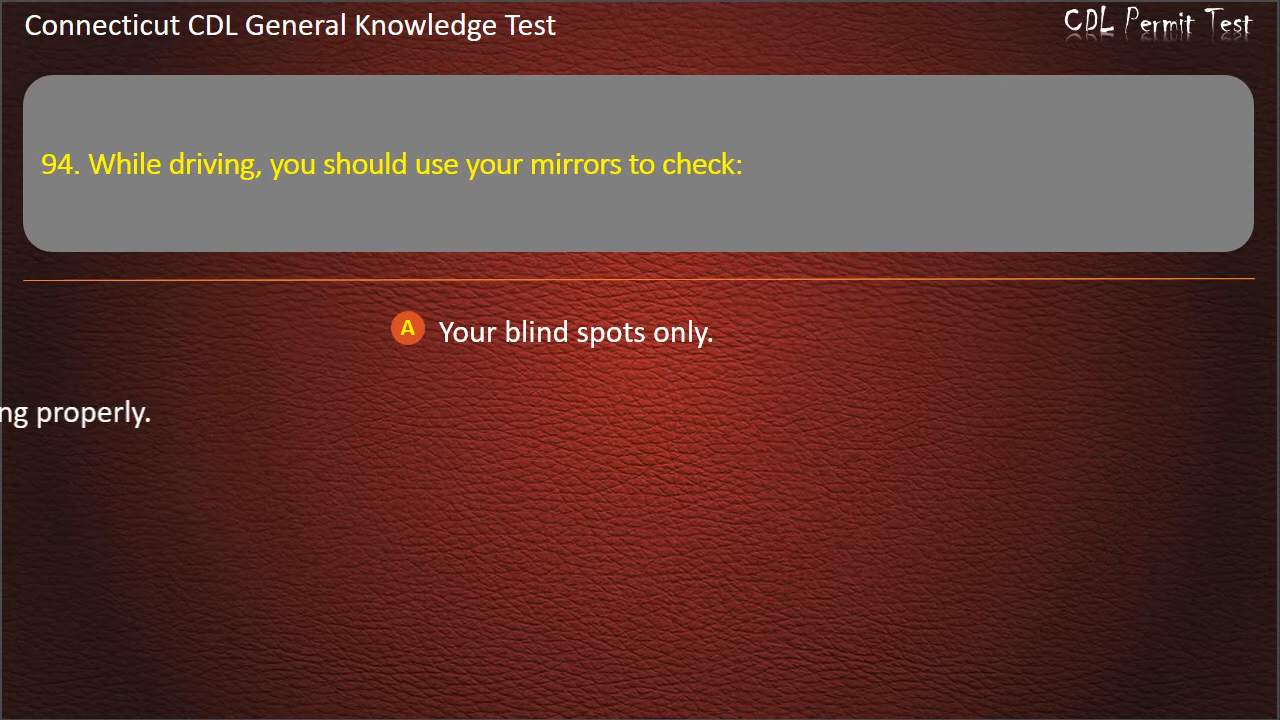 Connecticut CDL General Knowledge Test
CDL Permit Test
94. While driving, you should use your mirrors to check:
A Your blind spots only.
ng properly.